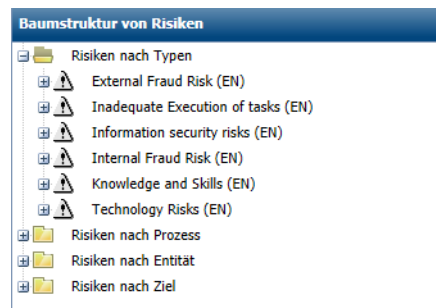 Baumstruktur von Risiken
Risiken nach Typen
External Fraud Risk (EN)
Inadequate Execution of tasks (EN)
Information security risks (EN)
Internal Fraud Risk (EN)
Knowledge and Skills (EN)
Technology Risks (EN)
Risiken nach Prozess
Risiken nach Entität
Risiken nach Ziel